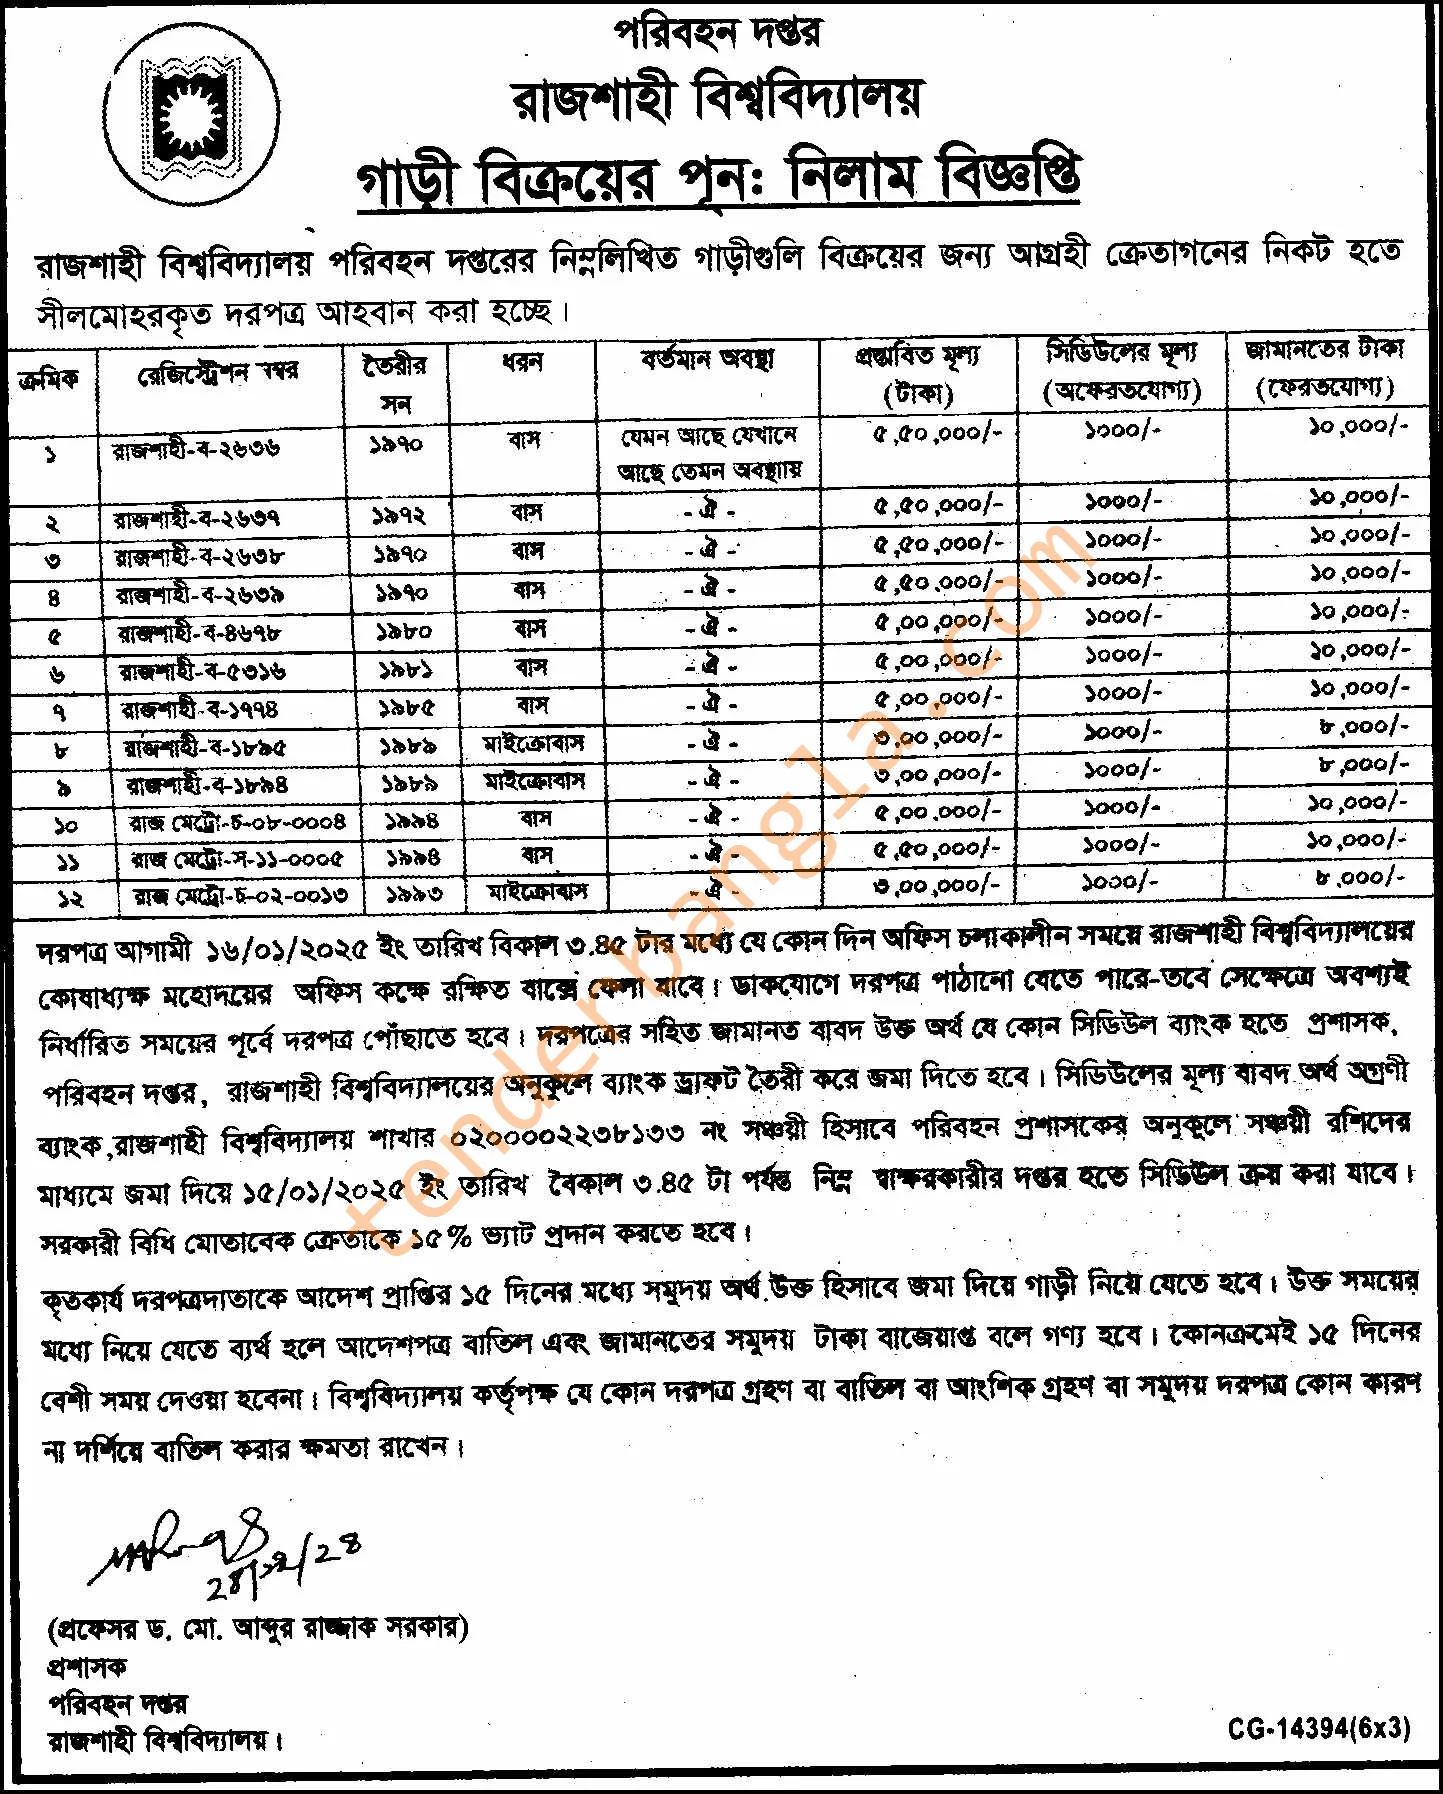 পরিবহন দপ্তর
রাজশাহী বিশ্ববিদ্যালয়
গাড়ী বিক্রয়ের পূন: নিলাম বিজ্ঞপ্তি
রাজশাহী বিশ্ববিদ্যালয় পরিবহন দপ্তরের নিম্নলিখিত গাড়ীগুলি বিক্রয়ের জন্য আগ্রহী ক্রেতাগনের নিকট হতে
সীলমোহরকৃত দরপত্র আহবান করা হচ্ছে।
ক্রমিক রেজিস্ট্রেশন নম্বর তৈরীর সন ধরন বর্তমান অবস্থা প্রস্তাবিত মূল্য (টাকা) সিডিউলের মূল্য (অফেরতযোগ্য) জামানতের টাকা (ফেরতযোগ্য)
১ রাজশাহী-ব-২৬৩৬ ১৯৭০ বাস যেমন আছে যেখানে আছে তেমন অবস্থায় ৫,৫০,০০০/- ১০০০/- ১০,০০০/-
২ রাজশাহী-ব-২৬৩৭ ১৯৭২ বাস -ঐ- ৫,৫০,০০০/- ১০০০/- ১০,০০০/-
৩ রাজশাহী-ব-২৬৩৮ ১৯৭০ বাস -ঐ- ৫,৫০,০০০/- ১০০০/- ১০,০০০/-
৪ রাজশাহী-ব-২৬৩৯ ১৯৭০ বাস -ঐ- ৫,৫০,০০০/- ১০০০/- ১০,০০০/-
৫ রাজশাহী-ব-৪৬৭৮ ১৯৮০ বাস -ঐ- ৫,০০,০০০/- ১০০০/- ১০,০০০/-
৬ রাজশাহী-ব-৫৩১৬ ১৯৮১ বাস -ঐ- ৫,০০,০০০/- ১০০০/- ১০,০০০/-
৭ রাজশাহী-ব-১৭৭৪ ১৯৮৫ বাস -ঐ- ৫,০০,০০০/- ১০০০/- ১০,০০০/-
৮ রাজশাহী-ব-১৮৯৫ ১৯৮৯ মাইক্রোবাস -ঐ- ৩,০০,০০০/- ১০০০/- ৮,০০০/-
৯ রাজশাহী-ব-১৮৯৪ ১৯৮৯ মাইক্রোবাস -ঐ- ৩,০০,০০০/- ১০০০/- ৮,০০০/-
১০ রাজ মেট্রো-চ-০৮-০০০৪ ১৯৯৪ বাস -ঐ- ৫,০০,০০০/- ১০০০/- ১০,০০০/-
১১ রাজ মেট্রো-স-১১-০০০৫ ১৯৯৪ বাস -ঐ- ৫,৫০,০০০/- ১০০০/- ১০,০০০/-
১২ রাজ মেট্রো-চ-০২-০০১৩ ১৯৯৩ মাইক্রোবাস -ঐ- ৩,০০,০০০/- ১০০০/- ৮,০০০/-
দরপত্র আগামী ১৬/০১/২০২৫ ইং তারিখ বিকাল ৩.৪৫ টার মধ্যে যে কোন দিন অফিস চলাকালীন সময়ে রাজশাহী বিশ্ববিদ্যালয়ের
কোষাধ্যক্ষ মহোদয়ের অফিস কক্ষে রক্ষিত বাক্সে ফেলা যাবে। ডাকযোগে দরপত্র পাঠানো যেতে পারে-তবে সেক্ষেত্রে অবশ্যই
নির্ধারিত সময়ের পূর্বে দরপত্র পৌঁছাতে হবে। দরপত্রের সহিত জামানত বাবদ উক্ত অর্থ যে কোন সিডিউল ব্যাংক হতে প্রশাসক,
পরিবহন দপ্তর, রাজশাহী বিশ্ববিদ্যালয়ের অনুকুলে ব্যাংক ড্রাফট তৈরী করে জমা দিতে হবে। সিডিউলের মূল্য বাবদ অর্থ অগ্রণী
ব্যাংক,রাজশাহী বিশ্ববিদ্যালয় শাখার ০২০০০০২২৩৮১৩৩ নং সঞ্চয়ী হিসাবে পরিবহন প্রশাসকের অনুকূলে সঞ্চয়ী রশিদের
মাধ্যমে জমা দিয়ে ১৫/০১/২০২৫ ইং তারিখ বৈকাল ৩.৪৫ টা পর্যন্ত নিম্ন স্বাক্ষরকারীর দপ্তর হতে সিডিউল ক্রয় করা যাবে।
সরকারী বিধি মোতাবেক ক্রেতাকে ১৫% ভ্যাট প্রদান করতে হবে।
কৃতকার্য দরপত্রদাতাকে আদেশ প্রাপ্তির ১৫ দিনের মধ্যে সমুদয় অর্থ উক্ত হিসাবে জমা দিয়ে গাড়ী নিয়ে যেতে হবে। উক্ত সময়ের
মধ্যে নিয়ে যেতে ব্যর্থ হলে আদেশপত্র বাতিল এবং জামানতের সমুদয় টাকা বাজেয়াপ্ত বলে গণ্য হবে। কোনক্রমেই ১৫ দিনের
বেশী সময় দেওয়া হবেনা। বিশ্ববিদ্যালয় কর্তৃপক্ষ যে কোন দরপত্র গ্রহণ বা বাতিল বা আংশিক গ্রহণ বা সমুদয় দরপত্র কোন কারণ
না দর্শিয়ে বাতিল করার ক্ষমতা রাখেন।
(প্রফেসর ড. মো. আব্দুর রাজ্জাক সরকার)
প্রশাসক
পরিবহন দপ্তর
রাজশাহী বিশ্ববিদ্যালয়।
CG-14394(6x3)
tenderbangla.com